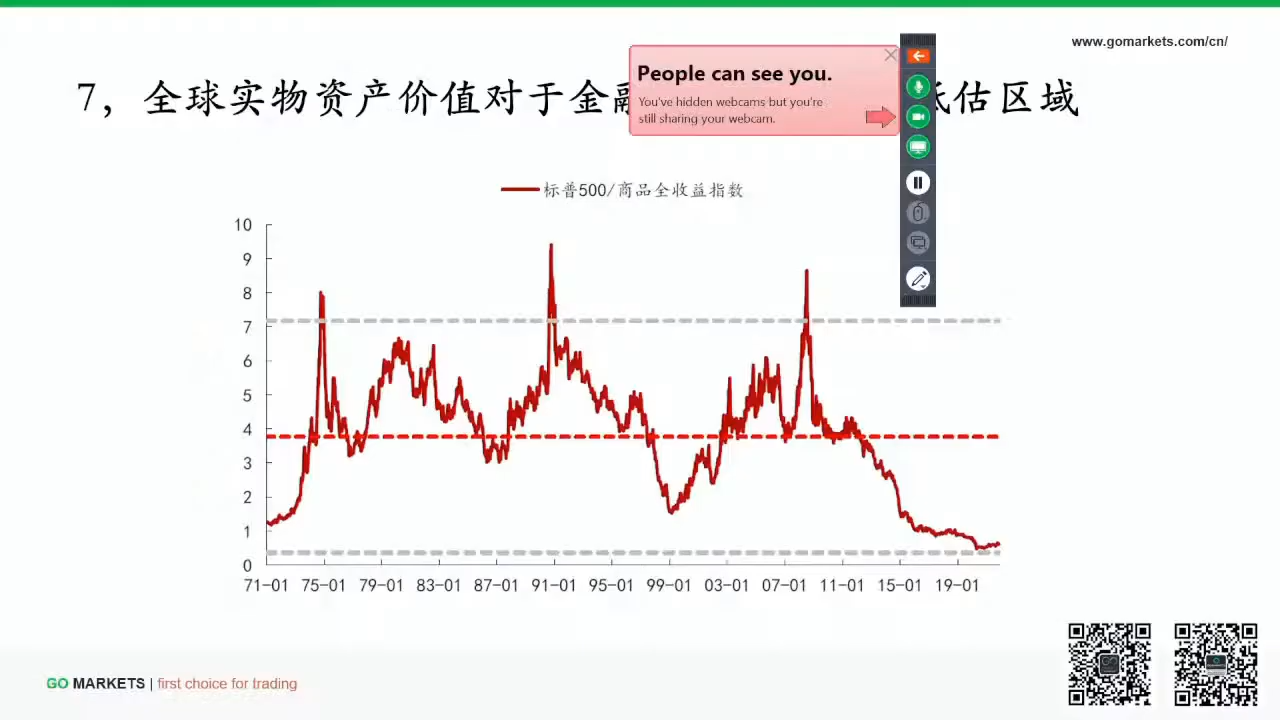 www.gomarkets.com/cn/
7，全球实物资产价值对于金
估区域
People can see you.
You've hidden webcams but you're
still sharing your webcam.
标普500/商品全收益指数
10
9
8
7
6
5
4
3
2
1
0
71-01 75-01 79-01 83-01 87-01 91-01 95-01 99-01 03-01 07-01 11-01 15-01 19-01
GO MARKETS | first choice for trading